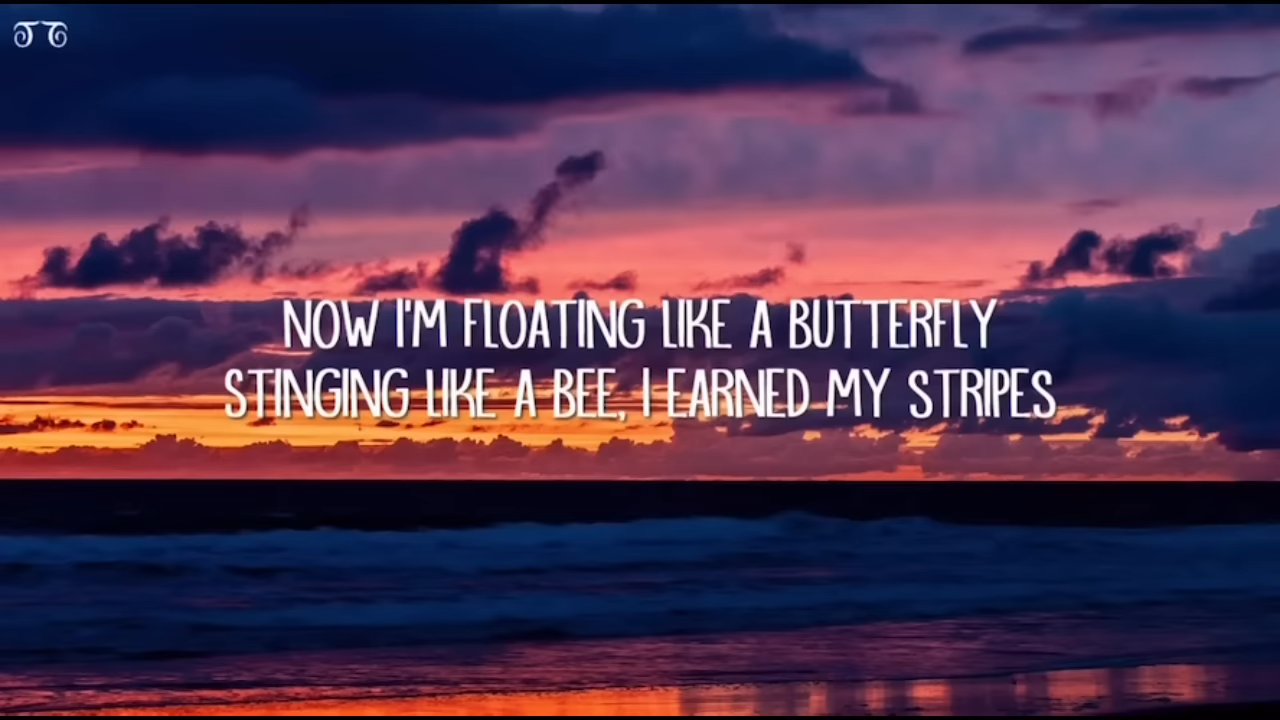 NOW I'M FLOATING LIKE A BUTTERFLY
STINGING LIKE A BEE, I EARNED MY STRIPES